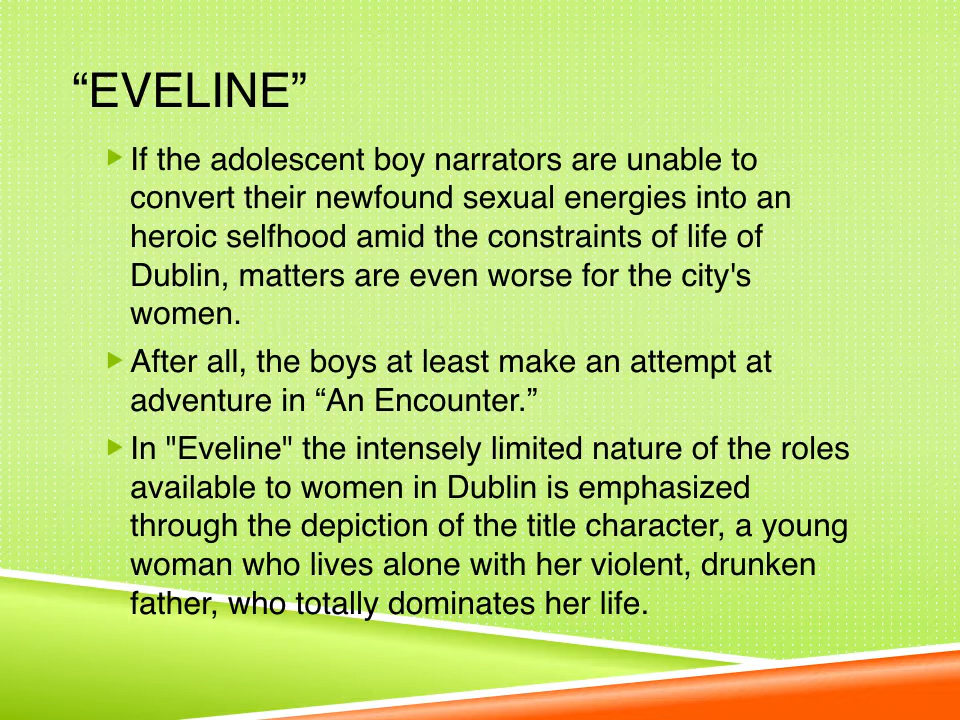 “EVELINE”
If the adolescent boy narrators are unable to
convert their newfound sexual energies into an
heroic selfhood amid the constraints of life of
Dublin, matters are even worse for the city's
women.
After all, the boys at least make an attempt at
adventure in “An Encounter.”
In "Eveline" the intensely limited nature of the roles
available to women in Dublin is emphasized
through the depiction of the title character, a young
woman who lives alone with her violent, drunken
father, who totally dominates her life.